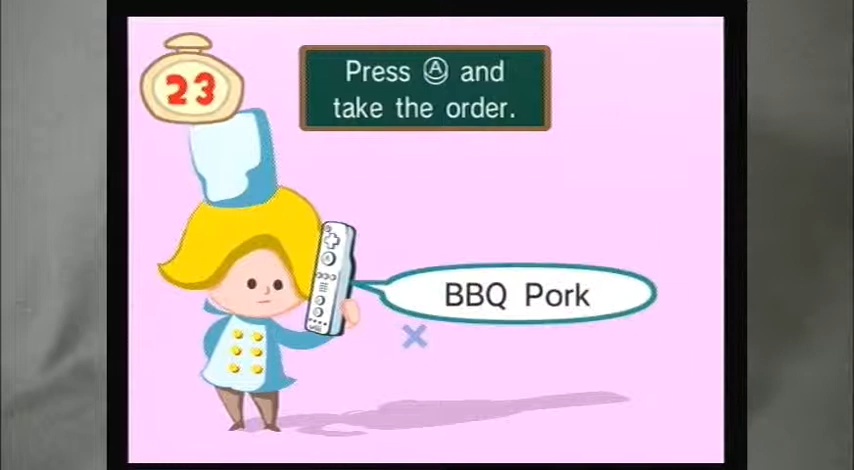 23
Press Ⓐ and
take the order.
BBQ Pork